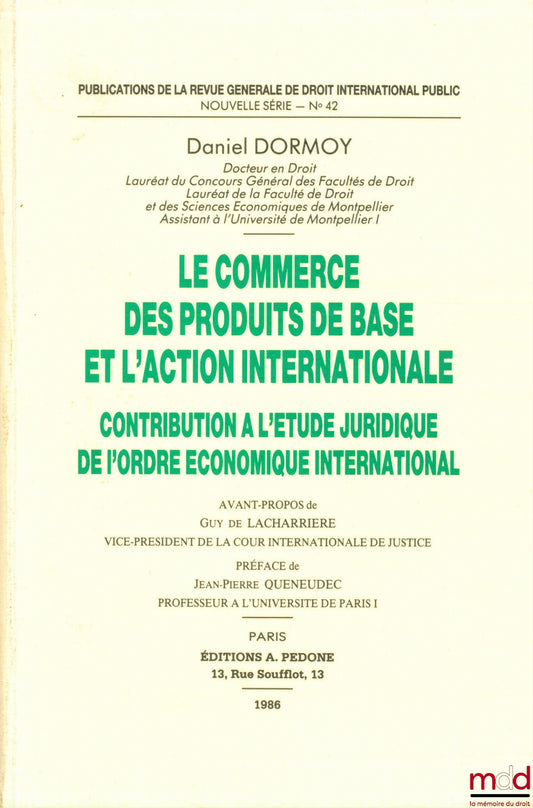 PUBLICATIONS DE LA REVUE GENERALE DE DROIT INTERNATIONAL PUBLIC
NOUVELLE SÉRIE — No 42
Daniel DORMOY
Docteur en Droit
Lauréat du Concours Général des Facultés de Droit
Lauréat de la Faculté de Droit
et des Sciences Economiques de Montpellier
Assistant à l'Université de Montpellier I
LE COMMERCE
DES PRODUITS DE BASE
ET L'ACTION INTERNATIONALE
CONTRIBUTION A L'ETUDE JURIDIQUE
DE l'ORDRE ECONOMIQUE INTERNATIONAL
AVANT-PROPOS de
GUY DE LACHARRIERE
VICE-PRESIDENT DE LA COUR INTERNATIONALE DE JUSTICE
PRÉFACE de
JEAN-PIERRE QUENEUDEC
PROFESSEUR A L'UNIVERSITE DE PARIS I
PARIS
ÉDITIONS A. PEDONE
13, Rue Soufflot, 13
1986
mdd
la mémoire du droit